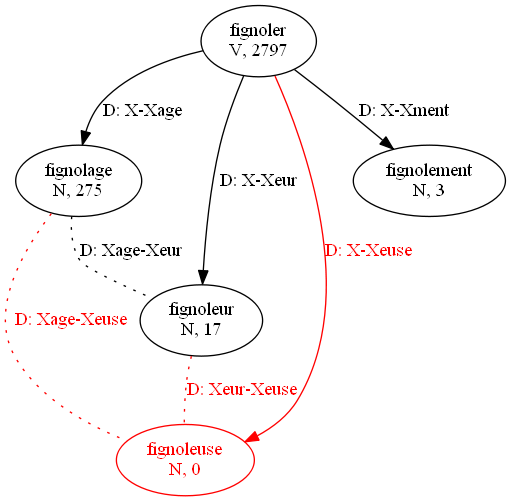 fignoler
V, 2797
D: X-Xage
D: X-Xment
fignolage
N, 275
D: X-Xeur
fignolement
N, 3
D: Xage-Xeur
D: X-Xeuse
fignoleur
N, 17
D: Xage-Xeuse
D: Xeur-Xeuse
fignoleuse
N, 0